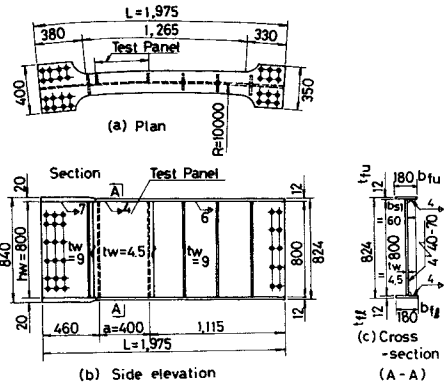 L=1,975
380
1,265
330
Test Panel
400
350
R=10000
(a) Plan
Section
A
Test Panel
20
7
4
6
12
840
hw=800
tw
=9
tw=4.5
tw
=9
800
824
20
A
12
460
a=400
1,115
L=1,975
(b) Side elevation
tfu
180
bfu
12
bs1
60
4
824
=
800
tw
4.5
4
40-70
4
12
tfℓ
180
bfℓ
(c) Cross
-section
(A-A)